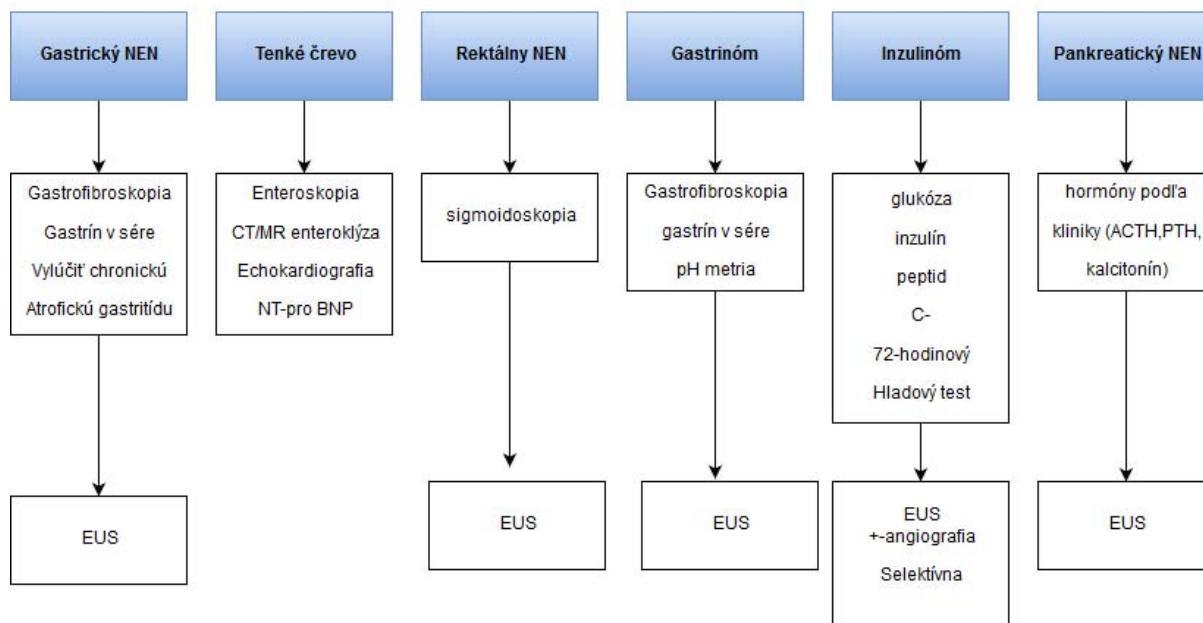 Gastrický NEN
Tenké črevo
Rektálny NEN
Gastrinóm
Inzulinóm
Pankreatický NEN
Gastrofibroskopia
Gastrín v sére
Vylúčiť chronickú
Atrofickú gastritídu
Enteroskopia
CT/MR enteroklýza
Echokardiografia
NT-pro BNP
sigmoidoskopia
Gastrofibroskopia
gastrín v sére
pH metria
glukóza
inzulín
peptid
C-
72-hodinový
Hladový test
hormóny podľa
kliniky (ACTH,PTH,
kalcitonín)
EUS
EUS
EUS
EUS
+-angiografia
Selektívna
EUS